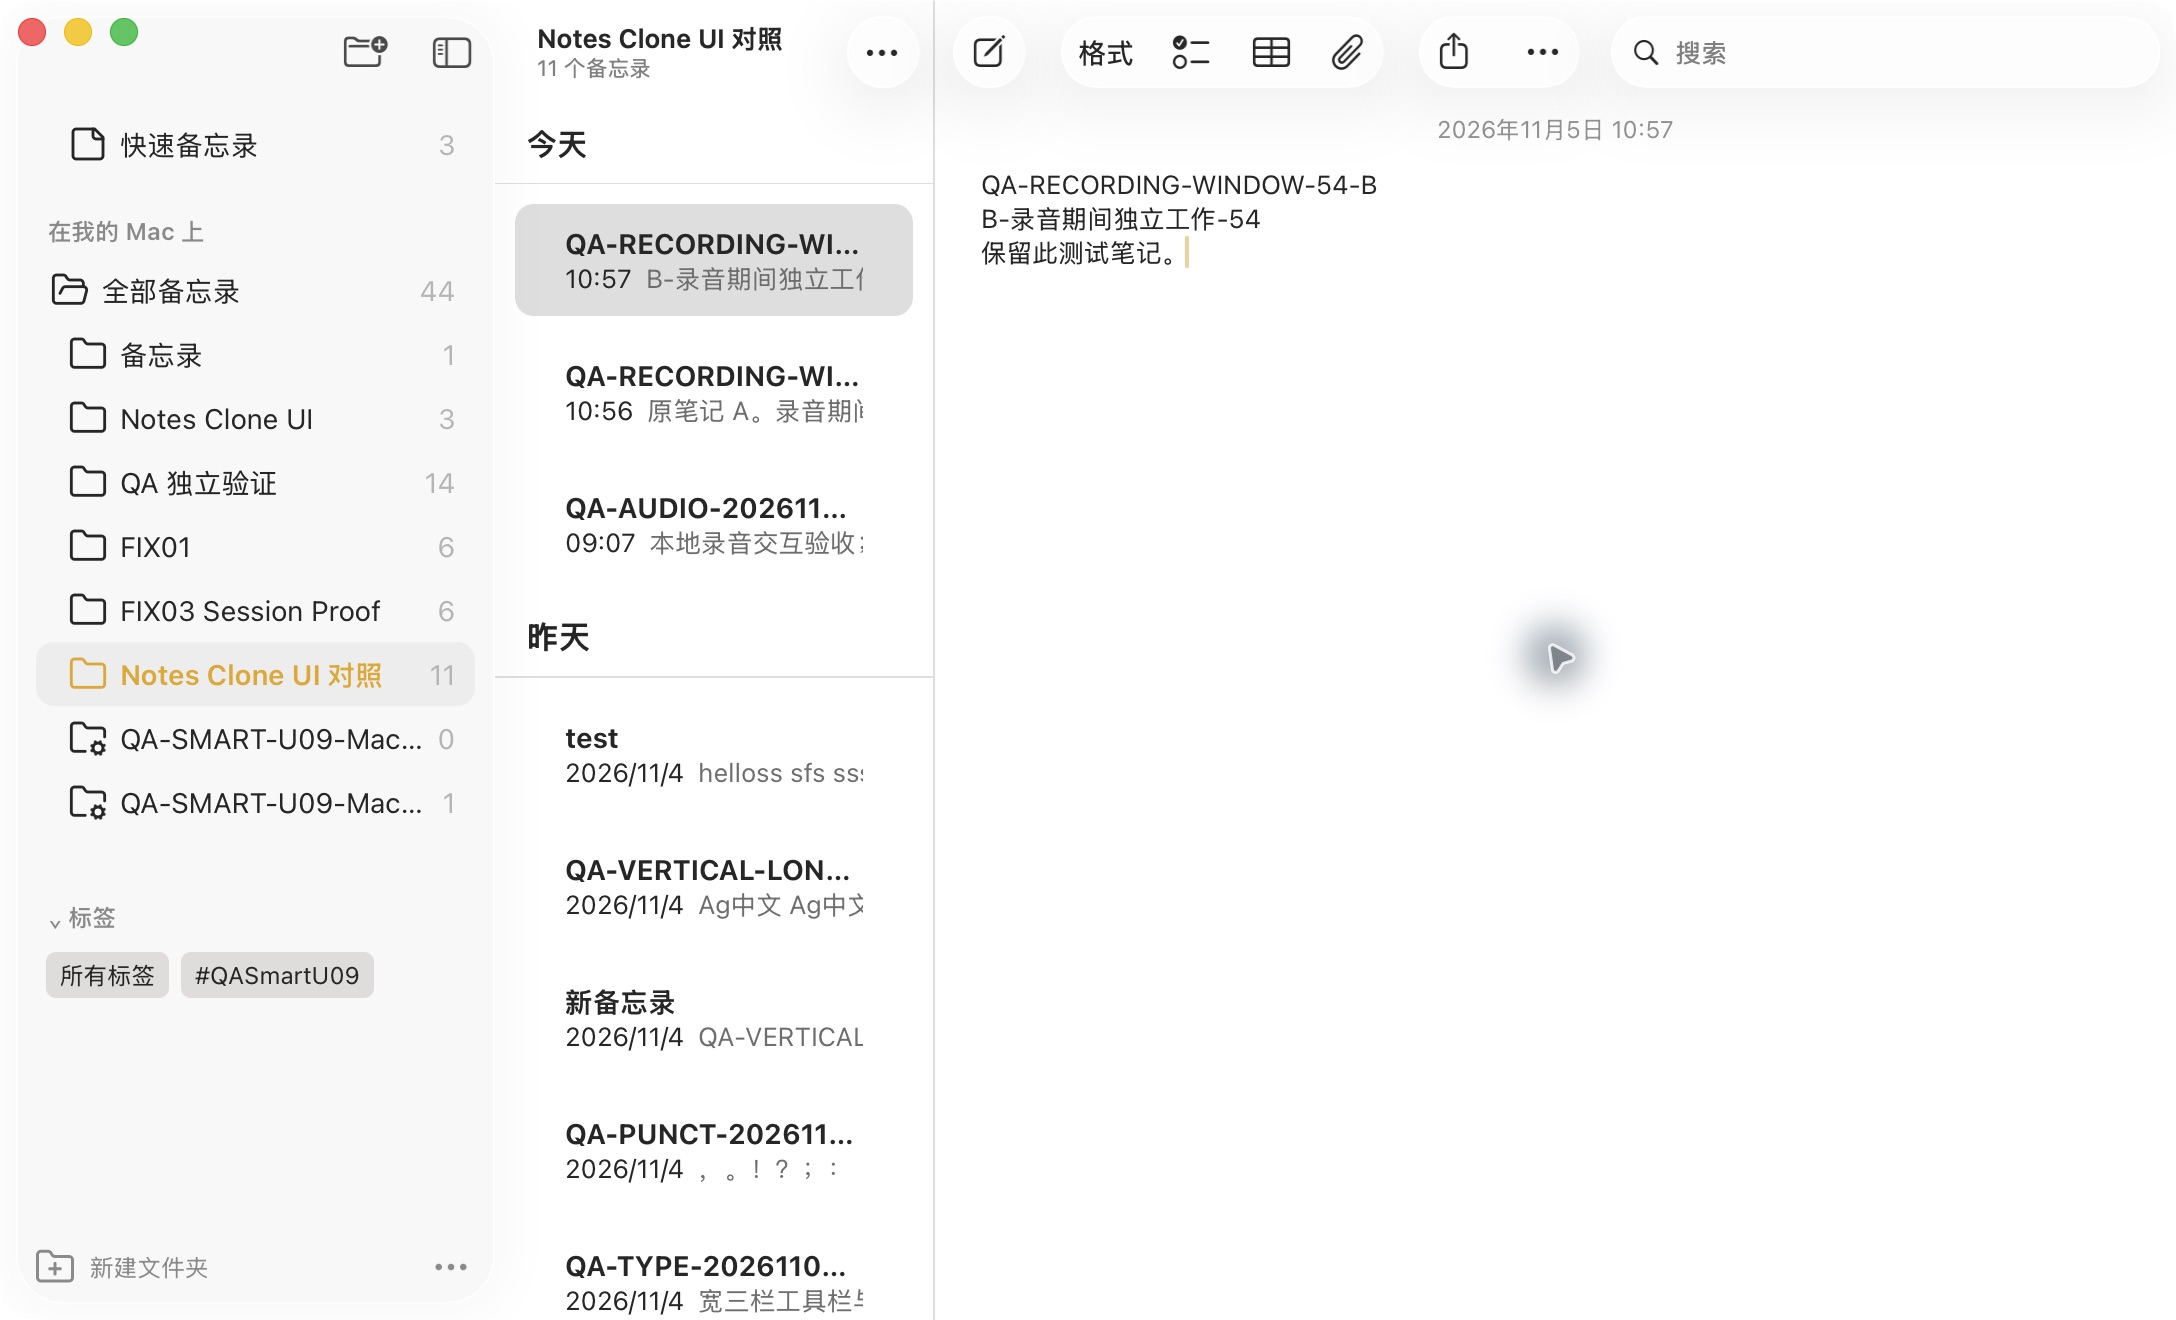 快速备忘录 3
在我的 Mac 上
全部备忘录 44
备忘录 1
Notes Clone UI 3
QA 独立验证 14
FIX01 6
FIX03 Session Proof 6
Notes Clone UI 对照 11
QA-SMART-U09-Mac... 0
QA-SMART-U09-Mac... 1
标签
所有标签 #QASmartU09
新建文件夹
Notes Clone UI 对照
11 个备忘录
今天
QA-RECORDING-WI...
10:57 B-录音期间独立工作
QA-RECORDING-WI...
10:56 原笔记 A。录音期间
QA-AUDIO-202611...
09:07 本地录音交互验收；
昨天
test
2026/11/4 helloss sfs sss
QA-VERTICAL-LON...
2026/11/4 Ag中文 Ag中文
新备忘录
2026/11/4 QA-VERTICAL
QA-PUNCT-202611...
2026/11/4 ，。！？；：
QA-TYPE-2026110...
2026/11/4 宽三栏工具栏与
格式
搜索
2026年11月5日 10:57
QA-RECORDING-WINDOW-54-B
B-录音期间独立工作-54
保留此测试笔记。